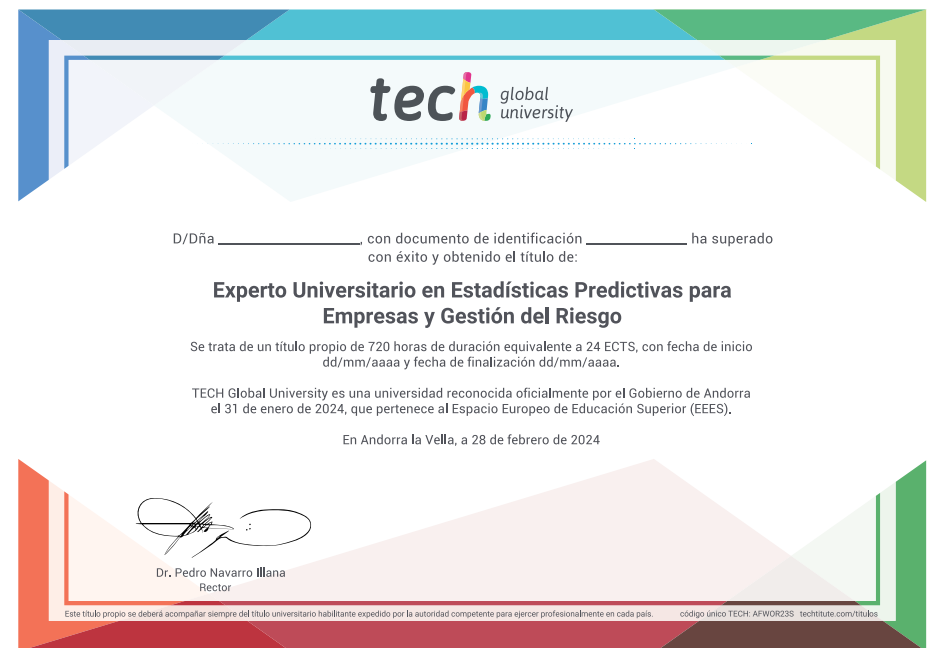 tech global university
D/Dña ________________, con documento de identificación ____________ ha superado
con éxito y obtenido el título de:
Experto Universitario en Estadísticas Predictivas para
Empresas y Gestión del Riesgo
Se trata de un título propio de 720 horas de duración equivalente a 24 ECTS, con fecha de inicio
dd/mm/aaaa y fecha de finalización dd/mm/aaaa.
TECH Global University es una universidad reconocida oficialmente por el Gobierno de Andorra
el 31 de enero de 2024, que pertenece al Espacio Europeo de Educación Superior (EEES).
En Andorra la Vella, a 28 de febrero de 2024
Dr. Pedro Navarro Illana
Rector
Este título propio se deberá acompañar siempre del título universitario habilitante expedido por la autoridad competente para ejercer profesionalmente en cada país. código único TECH: AFWOR23S techtitute.com/titulos